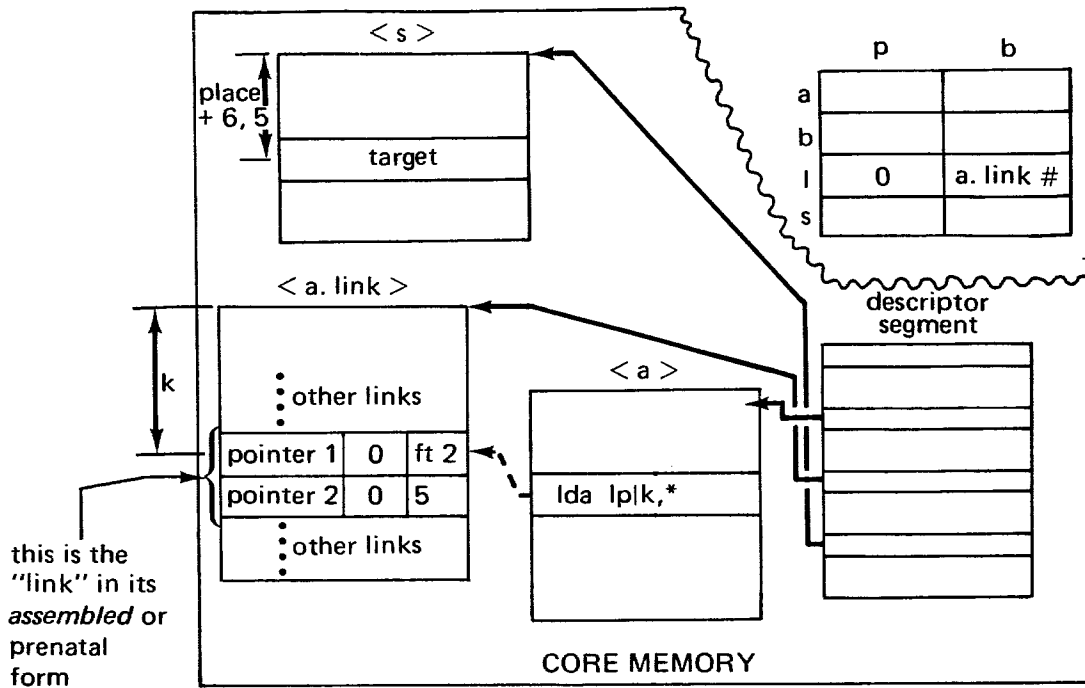 < s >
place
+ 6, 5
target
p b
a
b
l 0 a. link #
s
< a. link >
descriptor
segment
k
other links
< a >
pointer 1 0 ft 2
pointer 2 0 5
lda lp|k,*
other links
this is the
"link" in its
assembled or
prenatal
form
CORE MEMORY